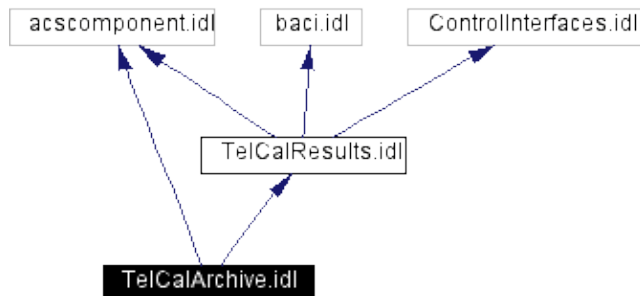 acscomponent.idl
baci.idl
ControlInterfaces.idl
TelCalResults.idl
TelCalArchive.idl